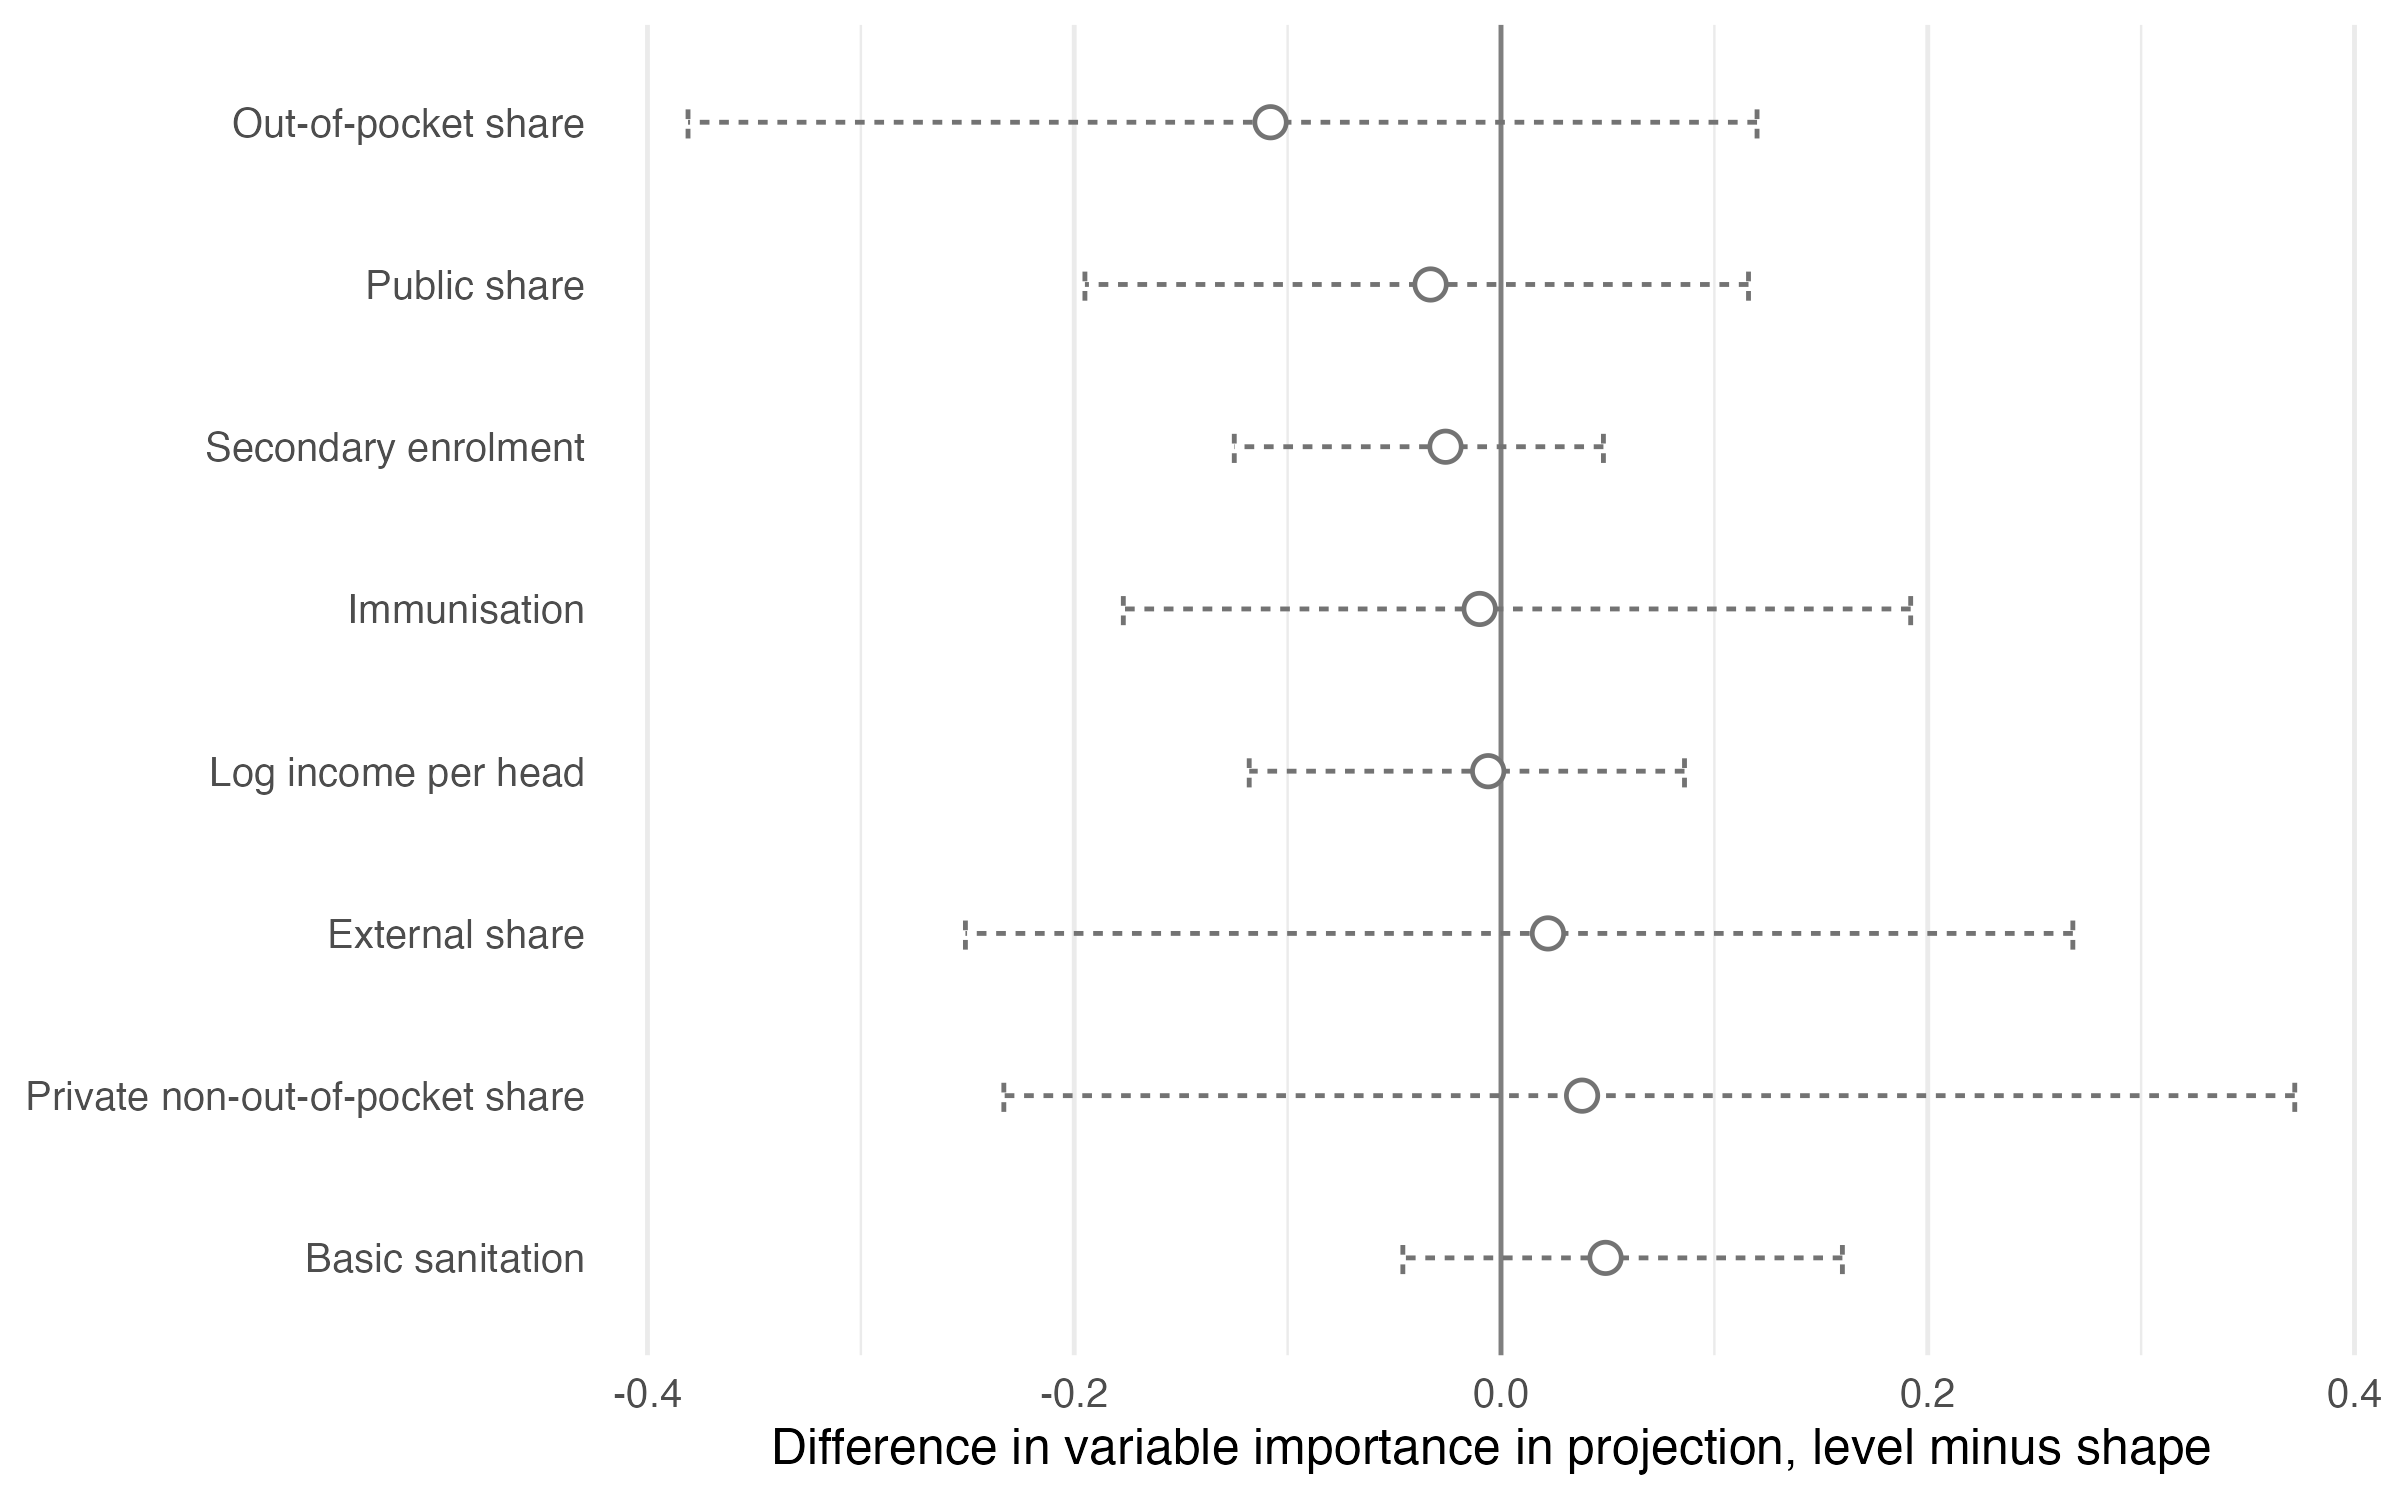 Out-of-pocket share
Public share
Secondary enrolment
Immunisation
Log income per head
External share
Private non-out-of-pocket share
Basic sanitation
-0.4 -0.2 0.0 0.2 0.4
Difference in variable importance in projection, level minus shape